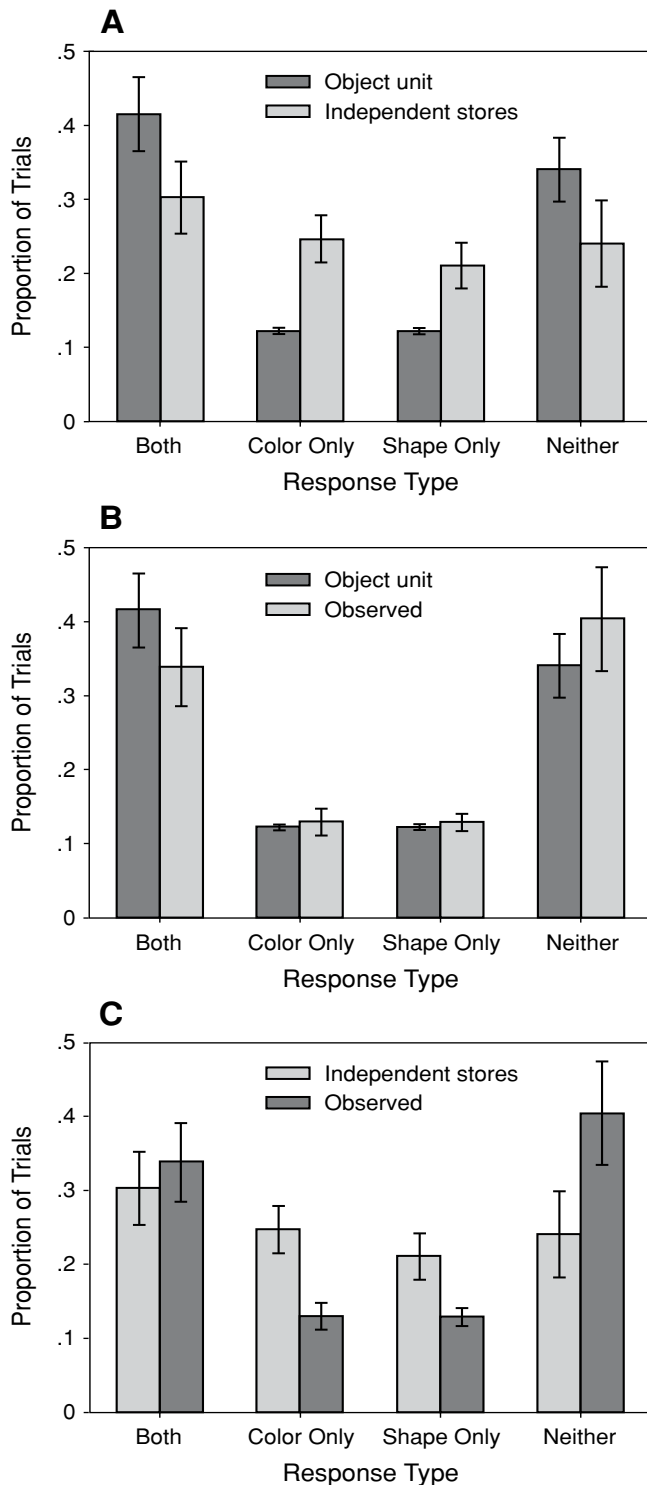 A
.5
.4
.3
.2
.1
0
Proportion of Trials
Object unit
Independent stores
Both Color Only Shape Only Neither
Response Type
B
.5
.4
.3
.2
.1
0
Proportion of Trials
Object unit
Observed
Both Color Only Shape Only Neither
Response Type
C
.5
.4
.3
.2
.1
0
Proportion of Trials
Independent stores
Observed
Both Color Only Shape Only Neither
Response Type